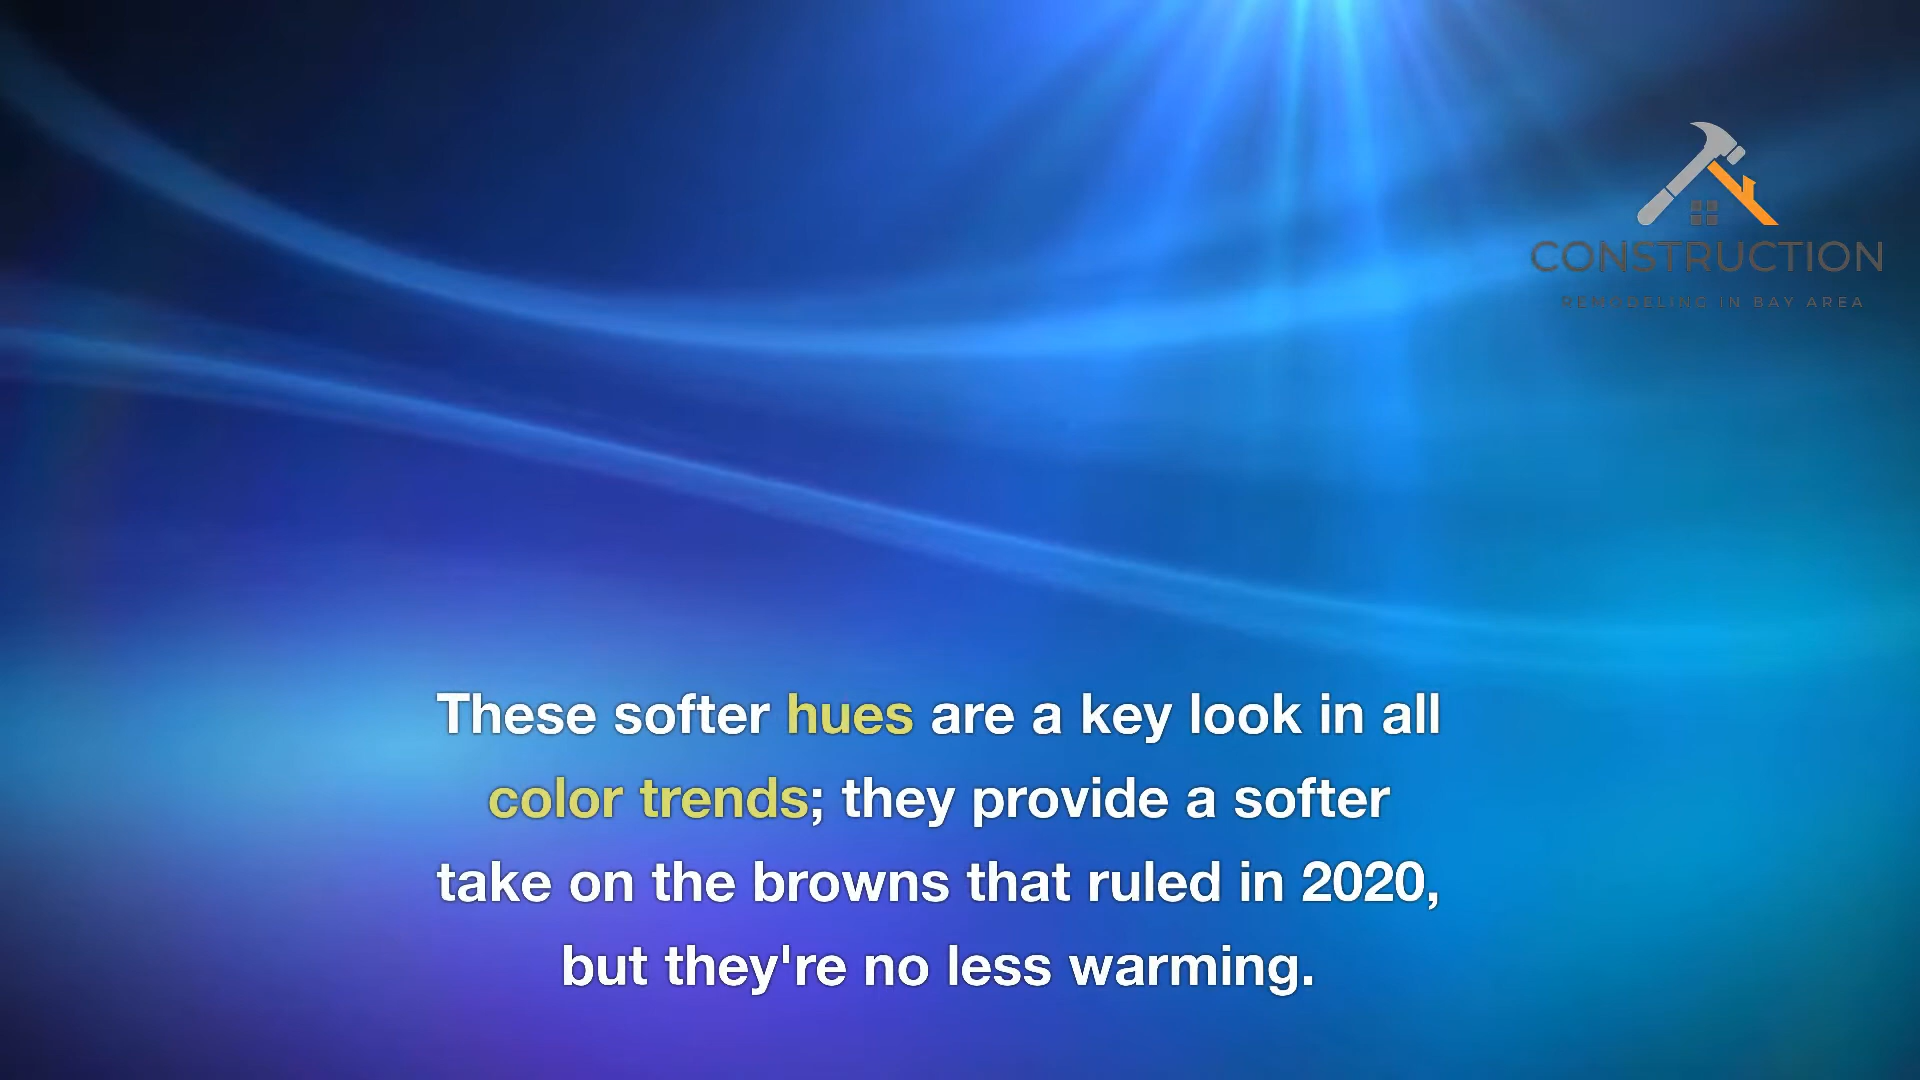 CONSTRUCTION
REMODELING IN BAY AREA
These softer hues are a key look in all
color trends; they provide a softer
take on the browns that ruled in 2020,
but they're no less warming.